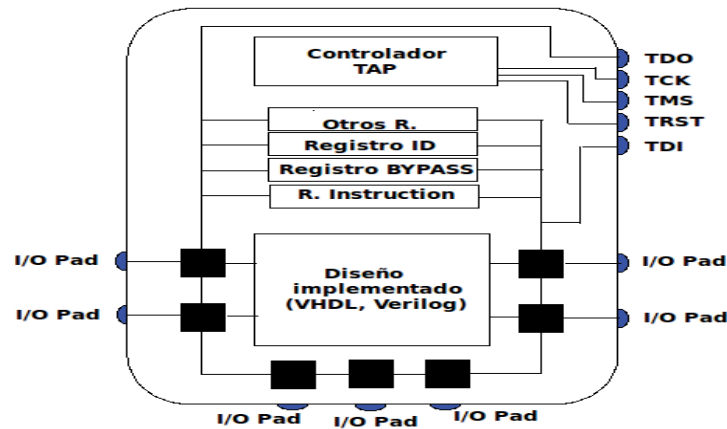 Controlador
TAP
TDO
TCK
TMS
TRST
TDI
Otros R.
Registro ID
Registro BYPASS
R. Instruction
I/O Pad
I/O Pad
Diseño
implementado
(VHDL, Verilog)
I/O Pad
I/O Pad
I/O Pad
I/O Pad
I/O Pad